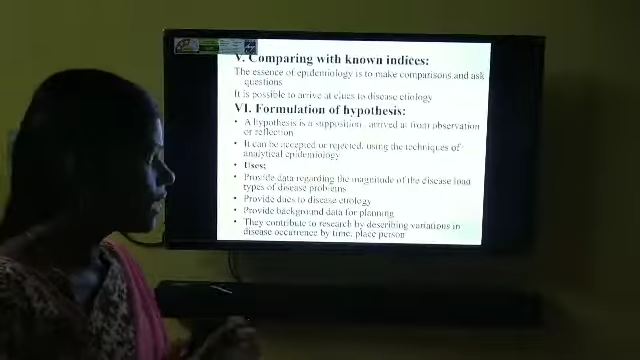 V. Comparing with known indices:
The essence of epidemiology is to make comparisons and ask
questions
It is possible to arrive at clues to disease etiology
VI. Formulation of hypothesis:
• A hypothesis is a supposition , arrived at from observation
or reflection
• It can be accepted or rejected, using the techniques of
analytical epidemiology
• Uses:
• Provide data regarding the magnitude of the disease load
types of disease problems
• Provide clues to disease etiology
• Provide background data for planning
• They contribute to research by describing variations in
disease occurrence by time, place person